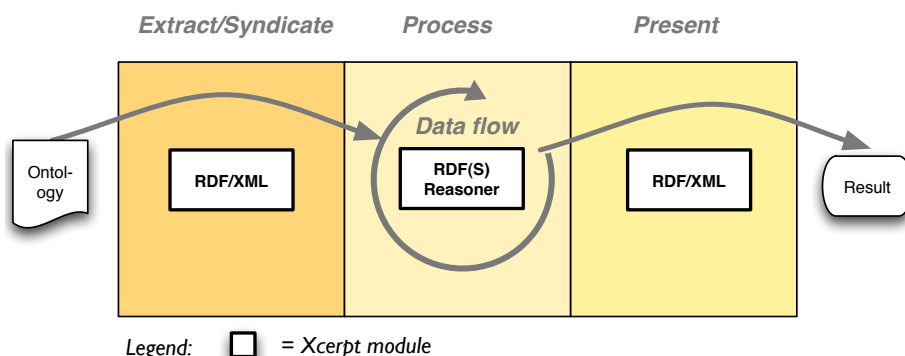 Extract/Syndicate Process Present
Data flow
Ontol-
ogy
RDF/XML
RDF(S)
Reasoner
RDF/XML
Result
Legend: = Xcerpt module